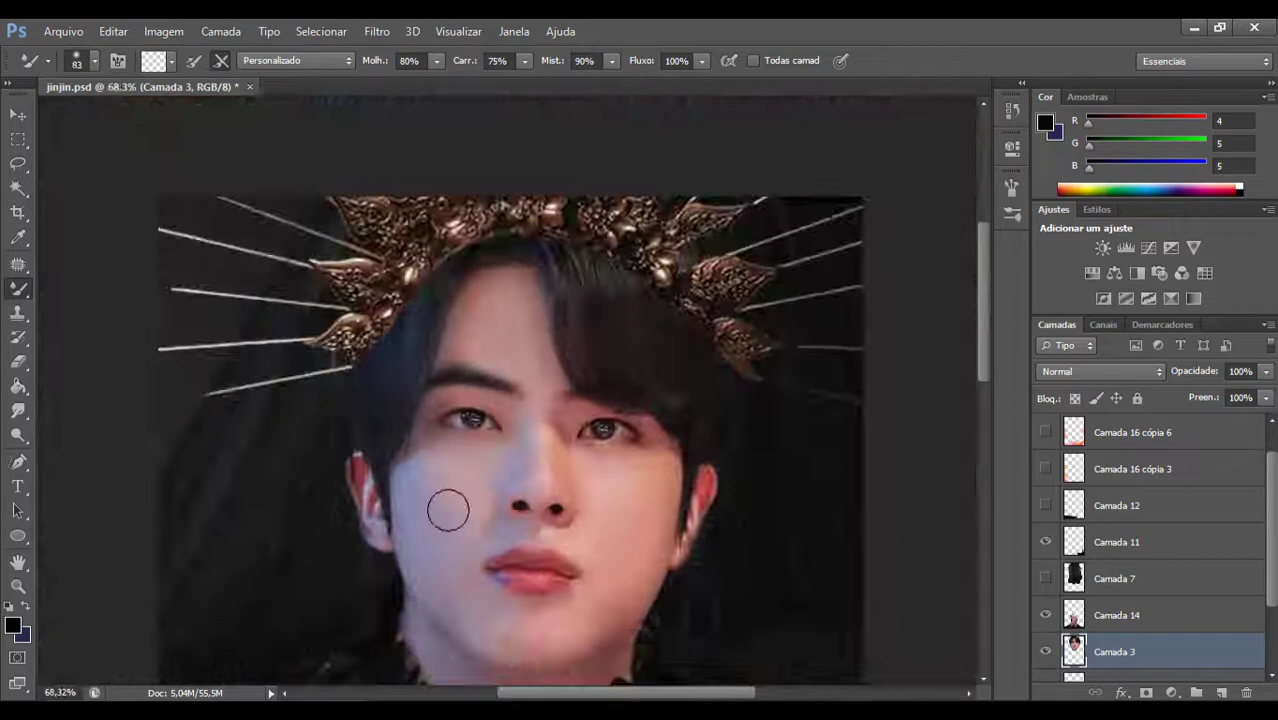 Ps Arquivo Editar Imagem Camada Tipo Selecionar Filtro 3D Visualizar Janela Ajuda
83 Personalizado Molh.: 80% Carr.: 75% Mist.: 90% Fluxo: 100% Todas camad Essenciais
jinjin.psd @ 68.3% (Camada 3, RGB/8) *
Cor Amostras
R 4
G 5
B 5
Ajustes Estilos
Adicionar um ajuste
Camadas Canais Demarcadores
Tipo
Normal Opacidade: 100%
Bloq.: Preen.: 100%
Camada 16 cópia 6
Camada 16 cópia 3
Camada 12
Camada 11
Camada 7
Camada 14
Camada 3
68,32% Doc: 5,04M/55,5M